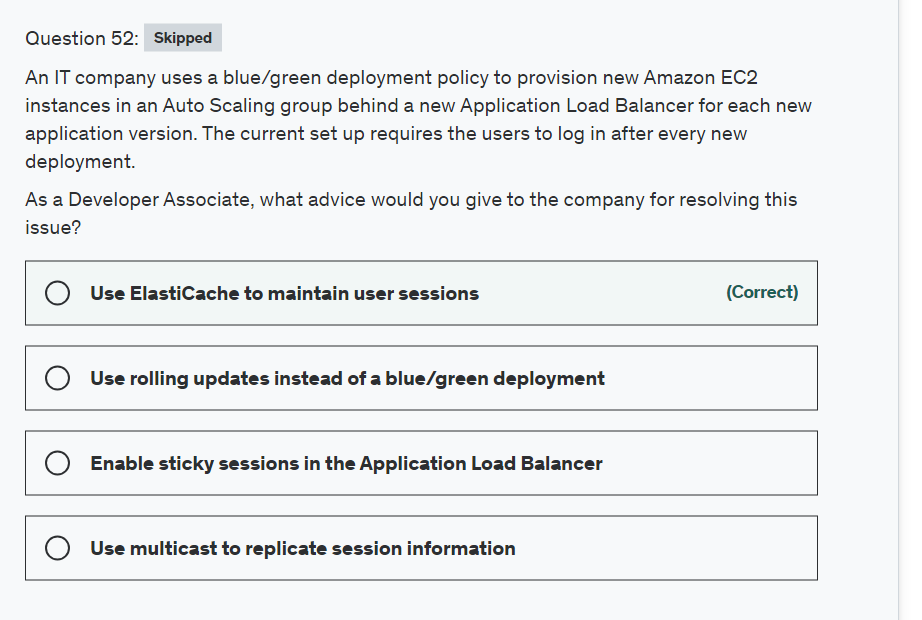 Question 52: Skipped
An IT company uses a blue/green deployment policy to provision new Amazon EC2
instances in an Auto Scaling group behind a new Application Load Balancer for each new
application version. The current set up requires the users to log in after every new
deployment.
As a Developer Associate, what advice would you give to the company for resolving this
issue?
Use ElastiCache to maintain user sessions (Correct)
Use rolling updates instead of a blue/green deployment
Enable sticky sessions in the Application Load Balancer
Use multicast to replicate session information